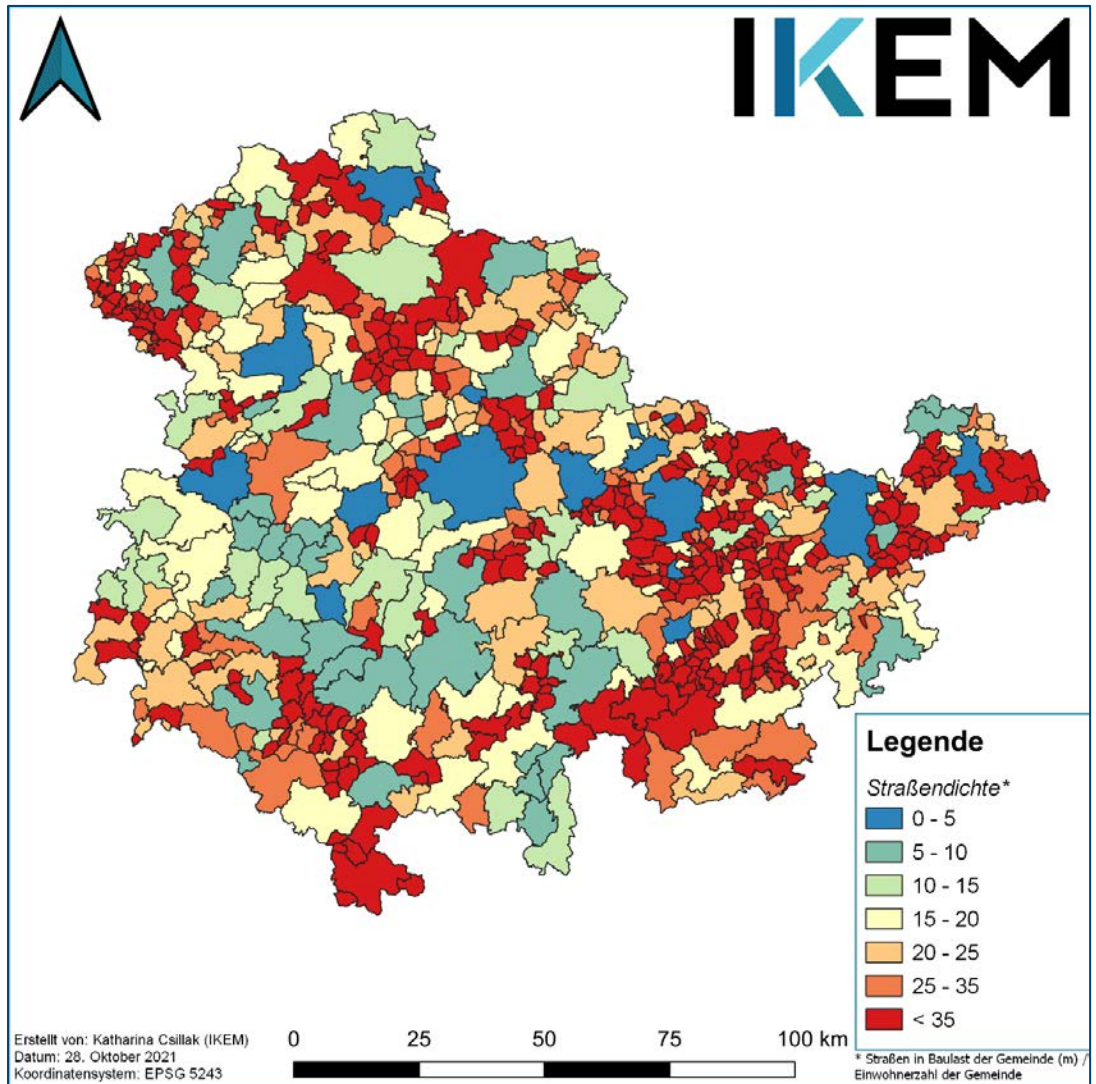 IKEM
Legende
Straßendichte*
0 - 5
5 - 10
10 - 15
15 - 20
20 - 25
25 - 35
< 35
Erstellt von: Katharina Csillak (IKEM)
Datum: 28. Oktober 2021
Koordinatensystem: EPSG 5243
0 25 50 75 100 km
* Straßen in Baulast der Gemeinde (m) /
Einwohnerzahl der Gemeinde